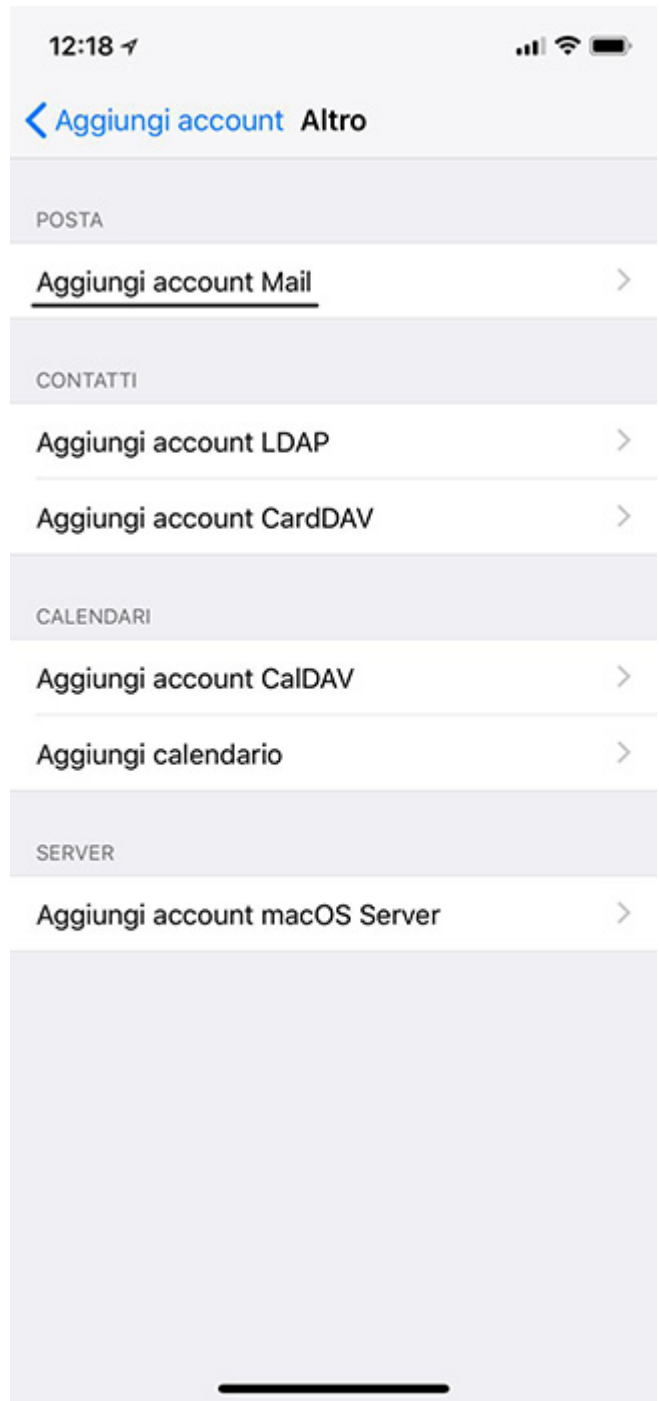 12:18
Aggiungi account Altro
POSTA
Aggiungi account Mail
CONTATTI
Aggiungi account LDAP
Aggiungi account CardDAV
CALENDARI
Aggiungi account CalDAV
Aggiungi calendario
SERVER
Aggiungi account macOS Server